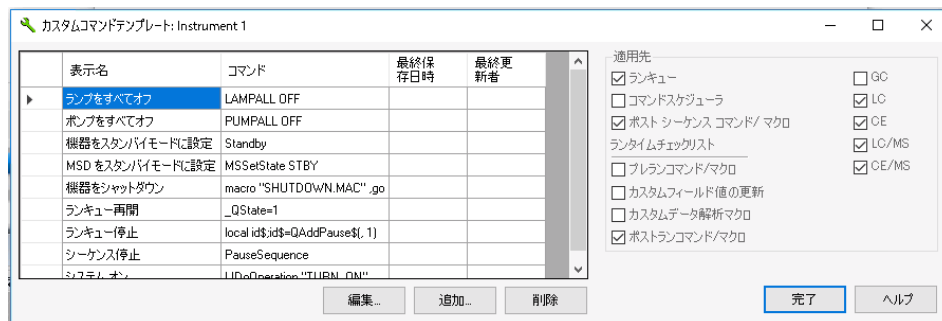 カスタムコマンドテンプレート: Instrument 1
表示名 コマンド 最終保存日時 最終更新者
ランプをすべてオフ LAMPALL OFF
ポンプをすべてオフ PUMPALL OFF
機器をスタンバイモードに設定 Standby
MSD をスタンバイモードに設定 MSSetState STBY
機器をシャットダウン macro "SHUTDOWN.MAC" ,go
ランキュー再開 _QState=1
ランキュー停止 local id$;id$=QAddPause$(, 1)
シーケンス停止 PauseSequence
システム オン LIDoOperation "TURN_ON"
編集... 追加... 削除
適用先
ランキュー
コマンドスケジューラ
ポスト シーケンス コマンド/ マクロ
ランタイムチェックリスト
プレランコマンド/マクロ
カスタムフィールド値の更新
カスタムデータ解析マクロ
ポストランコマンド/マクロ
GC
LC
CE
LC/MS
CE/MS
完了 ヘルプ